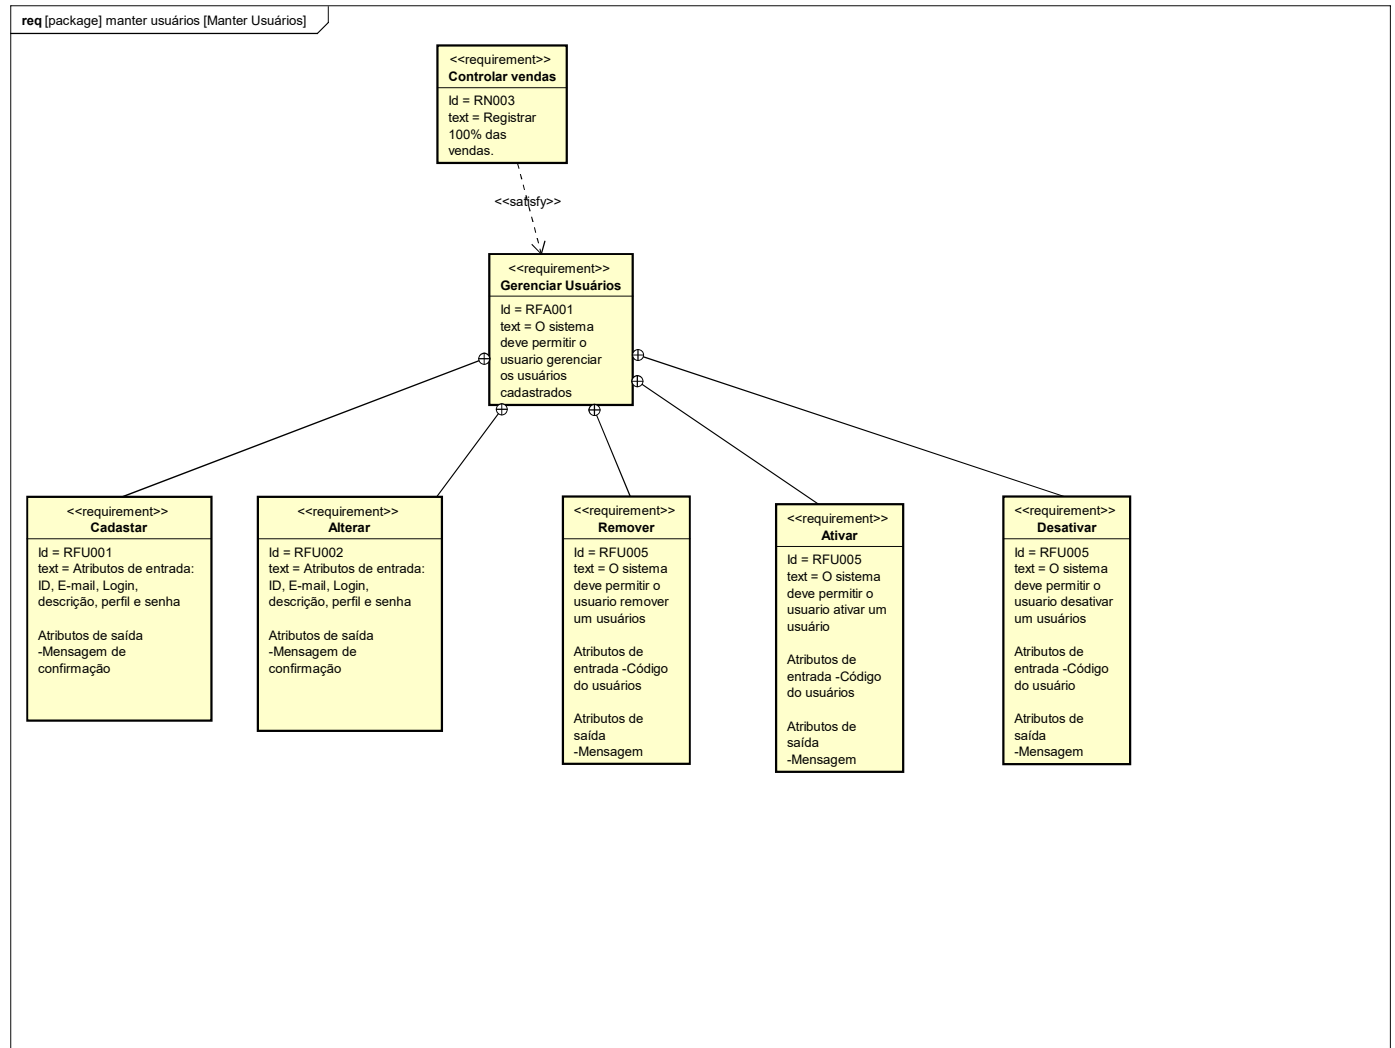 req [package] manter usuários [Manter Usuários]
<<requirement>>
Controlar vendas
Id = RN003
text = Registrar
100% das
vendas.
<<satisfy>>
<<requirement>>
Gerenciar Usuários
Id = RFA001
text = O sistema
deve permitir o
usuario gerenciar
os usuários
cadastrados
<<requirement>>
Cadastar
Id = RFU001
text = Atributos de entrada:
ID, E-mail, Login,
descrição, perfil e senha
Atributos de saída
-Mensagem de
confirmação
<<requirement>>
Alterar
Id = RFU002
text = Atributos de entrada:
ID, E-mail, Login,
descrição, perfil e senha
Atributos de saída
-Mensagem de
confirmação
<<requirement>>
Remover
Id = RFU005
text = O sistema
deve permitir o
usuario remover
um usuários
Atributos de
entrada -Código
do usuários
Atributos de
saída
-Mensagem
<<requirement>>
Ativar
Id = RFU005
text = O sistema
deve permitir o
usuario ativar um
usuário
Atributos de
entrada -Código
do usuários
Atributos de
saída
-Mensagem
<<requirement>>
Desativar
Id = RFU005
text = O sistema
deve permitir o
usuario desativar
um usuários
Atributos de
entrada -Código
do usuário
Atributos de
saída
-Mensagem